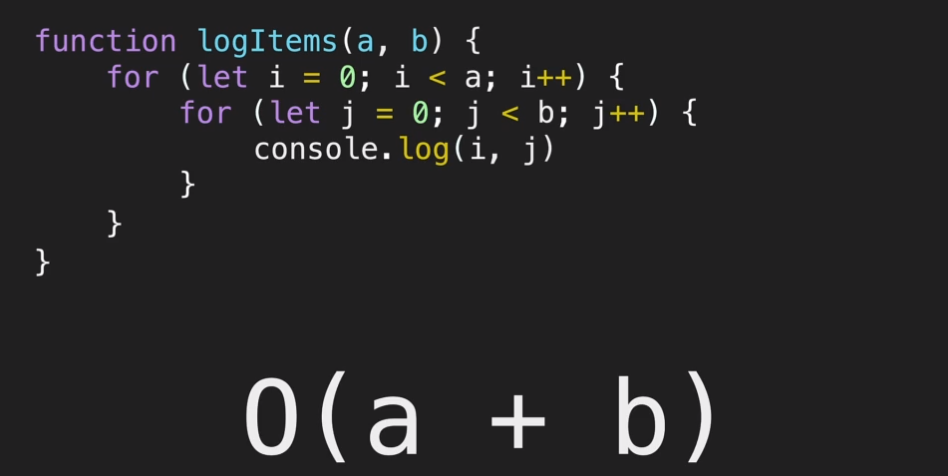 function logItems(a, b) {
    for (let i = 0; i < a; i++) {
        for (let j = 0; j < b; j++) {
            console.log(i, j)
        }
    }
}
O(a + b)